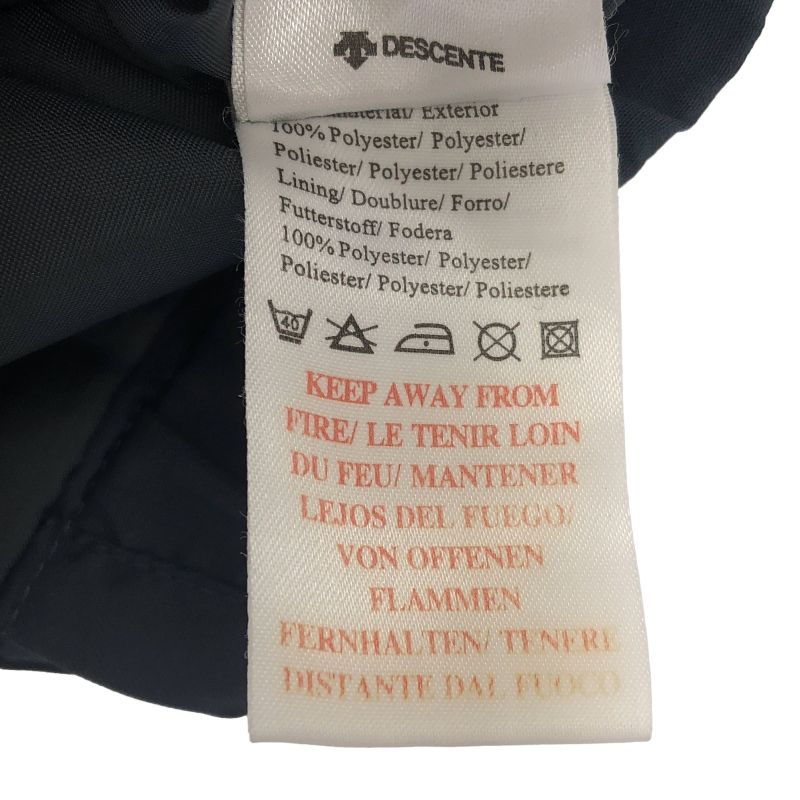 DESCENTE
Material/ Exterior
100% Polyester/ Polyester/
Poliester/ Polyester/ Poliestere
Lining/ Doublure/ Forro/
Futterstoff/ Fodera
100% Polyester/ Polyester/
Poliester/ Polyester/ Poliestere
40
KEEP AWAY FROM
FIRE/ LE TENIR LOIN
DU FEU/ MANTENER
LEJOS DEL FUEGO/
VON OFFENEN
FLAMMEN
FERNHALTEN/ TENERE
DISTANTE DAL FUOCO